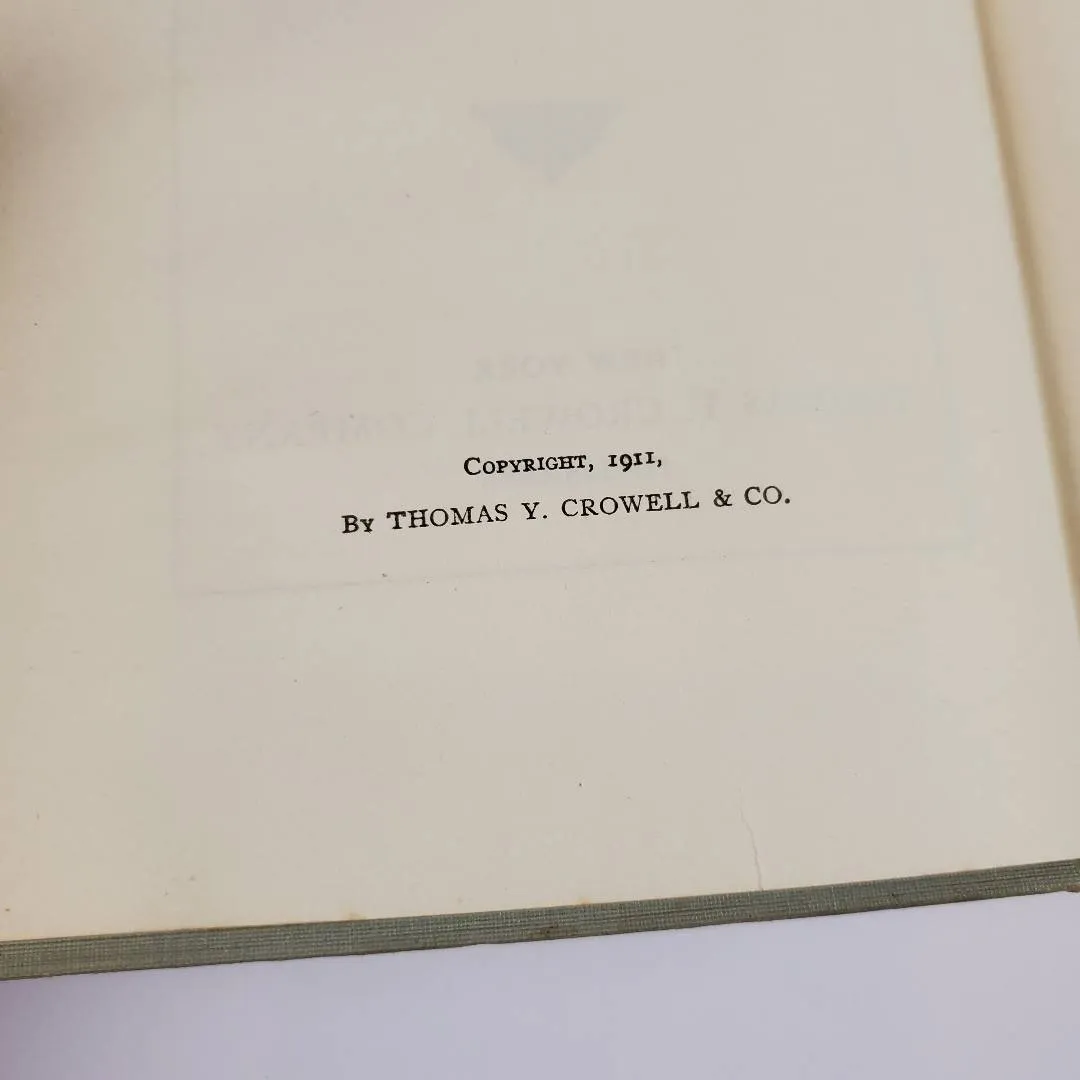 COPYRIGHT, 1911,
BY THOMAS Y. CROWELL & CO.